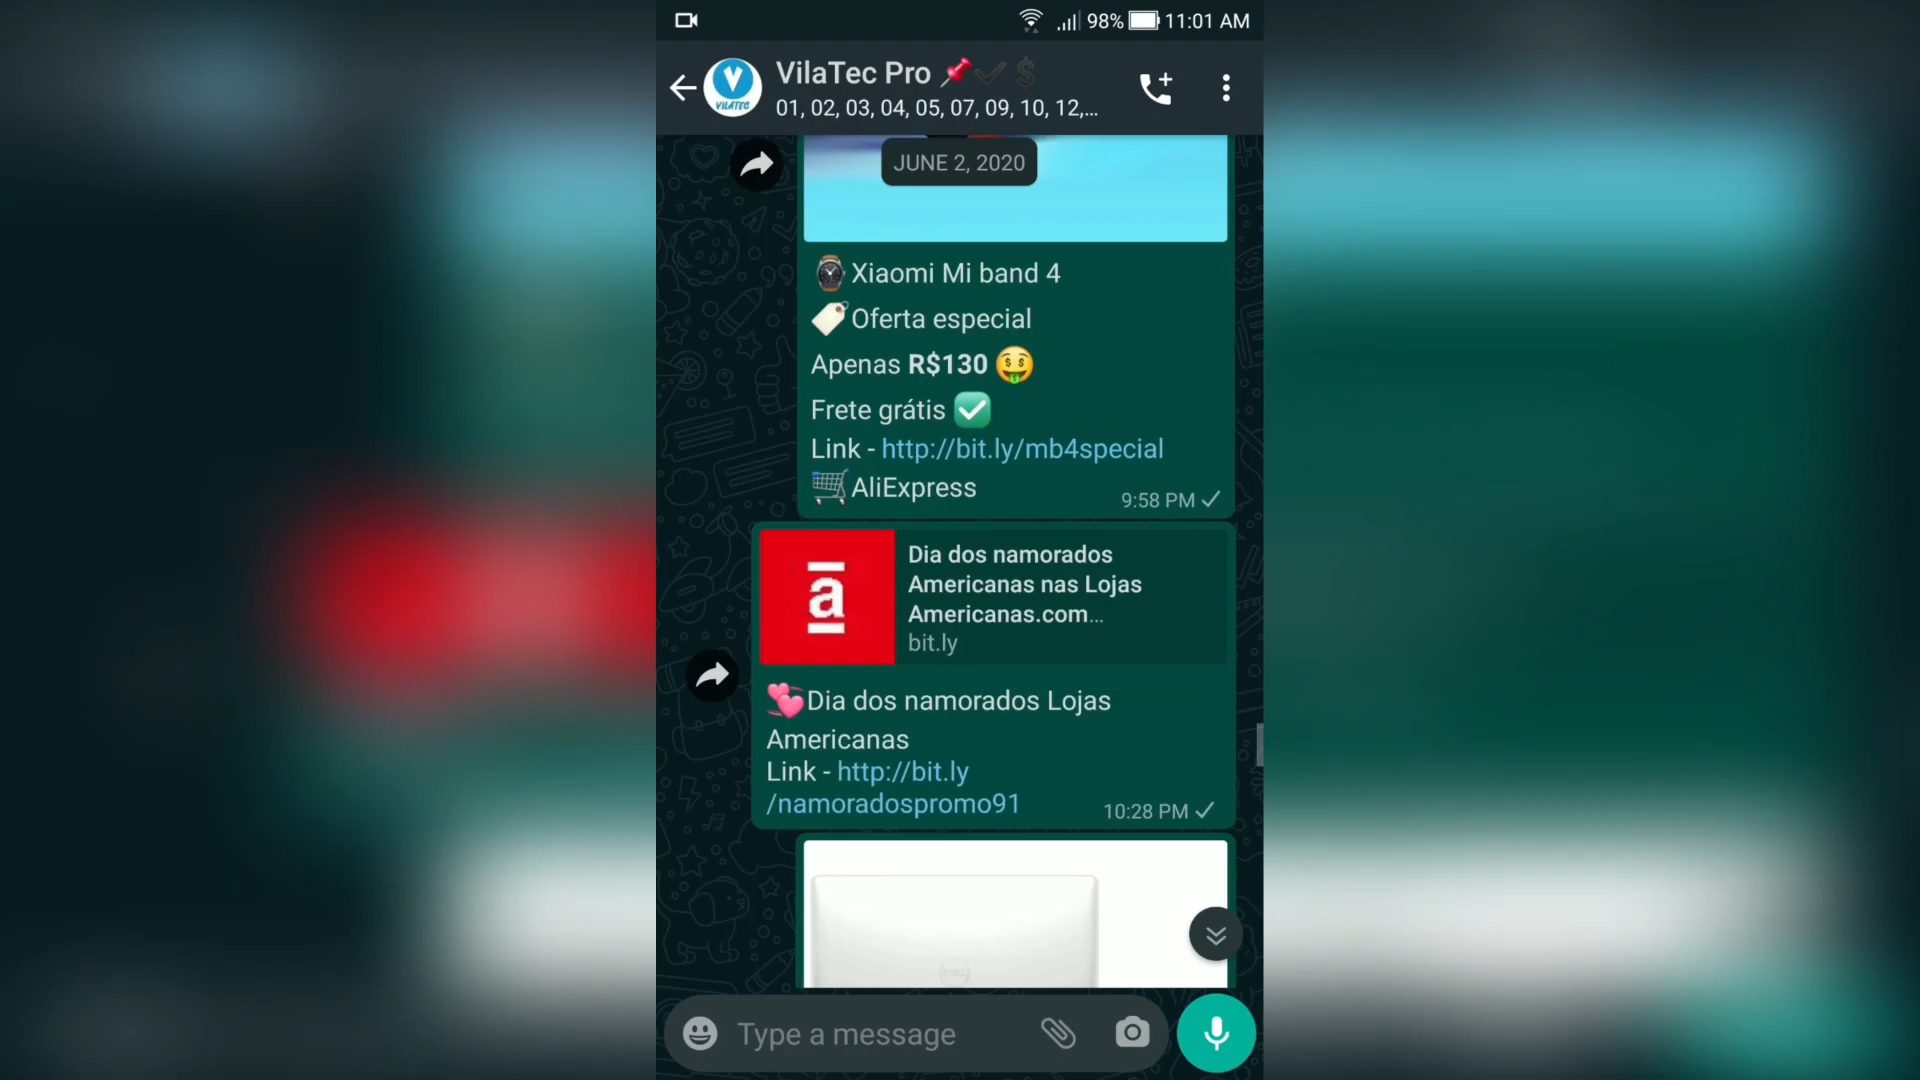 98% 11:01 AM
VilaTec Pro
01, 02, 03, 04, 05, 07, 09, 10, 12,...
VILATEC
JUNE 2, 2020
Xiaomi Mi band 4
Oferta especial
Apenas R$130
Frete grátis
Link - http://bit.ly/mb4special
AliExpress
9:58 PM
a
Dia dos namorados
Americanas nas Lojas
Americanas.com...
bit.ly
Dia dos namorados Lojas
Americanas
Link - http://bit.ly
/namoradospromo91
10:28 PM
DELL
Type a message